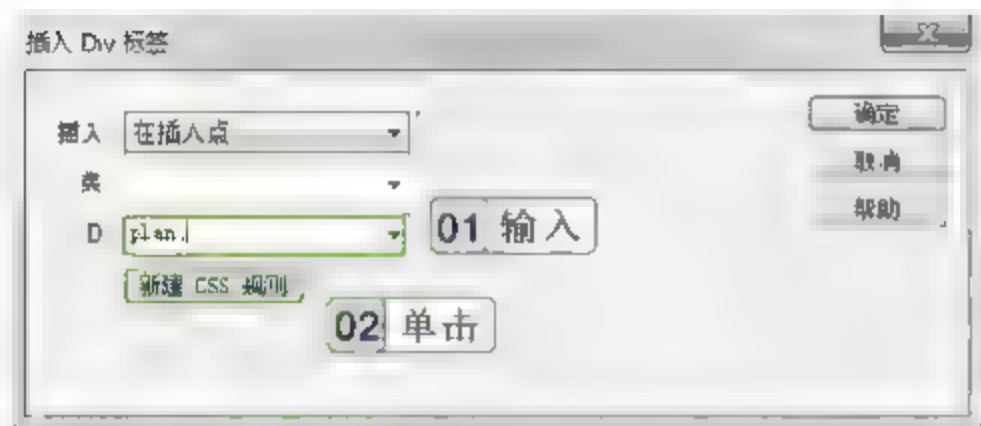 插入 Div 标签
插入 在插入点
确定
类
取消
D plan
01 输入
帮助
新建 CSS 规则
02 单击